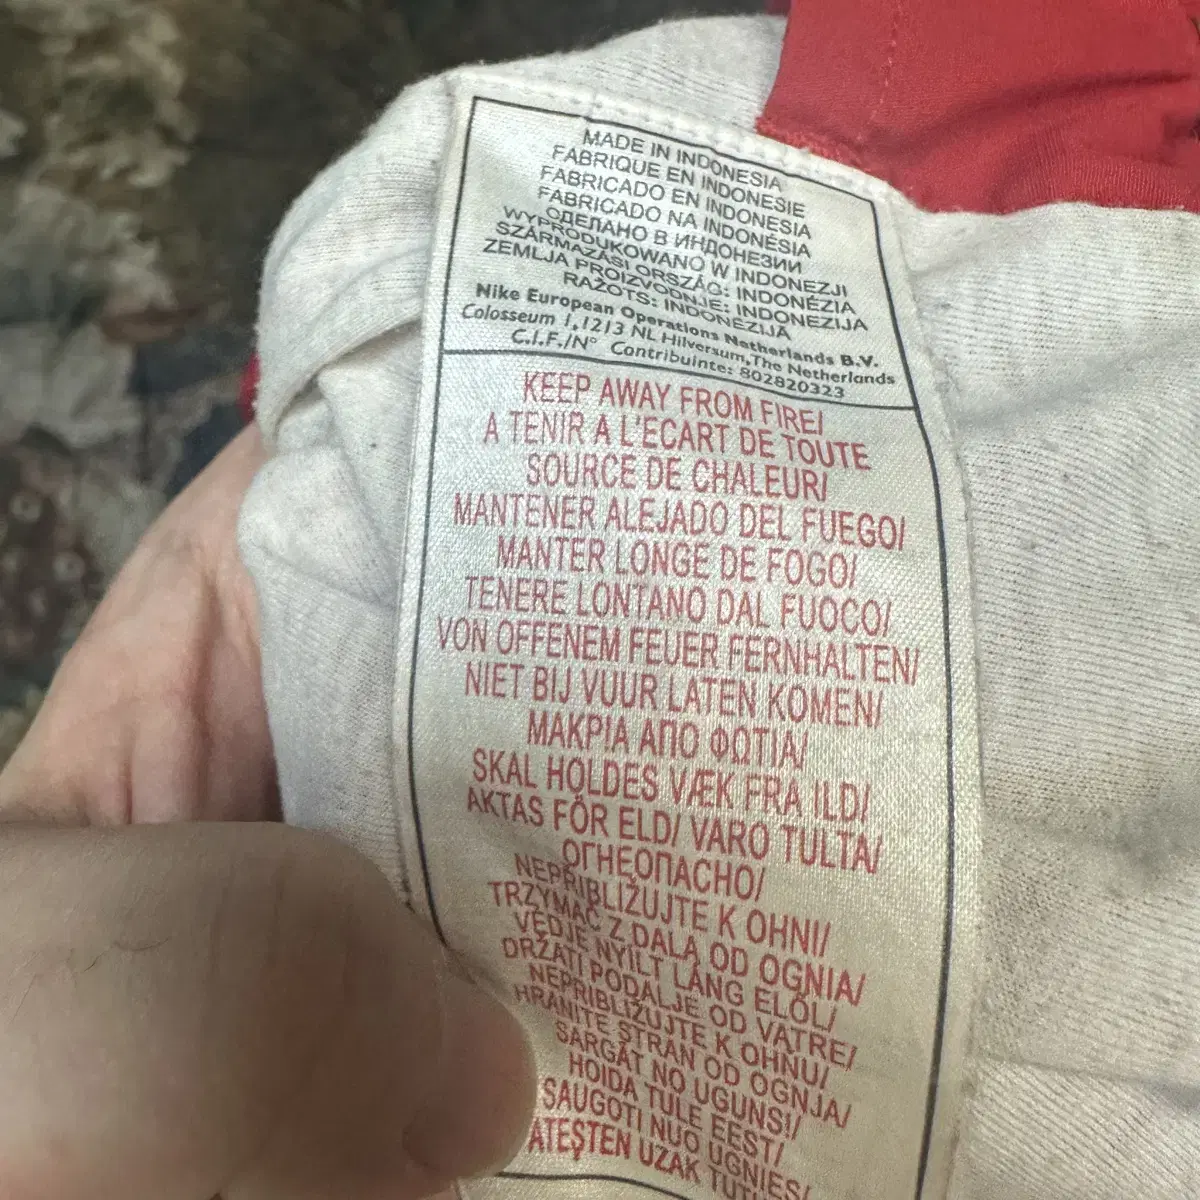 MADE IN INDONESIA
FABRIQUE EN INDONESIE
FABRICADO EN INDONESIA
FABRICADO NA INDONÉSIA
СДЕЛАНО В ИНДОНЕЗИИ
WYPRODUKOWANO W INDONEZJI
SZÁRMAZÁSI ORSZÁG: INDONÉZIA
ZEMLJA PROIZVODNJE: INDONEZIJA
RAŽOTS: INDONĒZIJĀ
Nike European Operations Netherlands B.V.
Colosseum 1,1213 NL Hilversum,The Netherlands
C.I.F./N° Contribuinte: 802820323
KEEP AWAY FROM FIRE/
A TENIR A L'ECART DE TOUTE
SOURCE DE CHALEUR/
MANTENER ALEJADO DEL FUEGO/
MANTER LONGE DE FOGO/
TENERE LONTANO DAL FUOCO/
VON OFFENEM FEUER FERNHALTEN/
NIET BIJ VUUR LATEN KOMEN/
ΜΑΚΡΙΑ ΑΠΟ ΦΩΤΙΑ/
SKAL HOLDES VÆK FRA ILD/
AKTAS FÖR ELD/ VARO TULTA/
ОГНЕОПАСНО/
NEPŘIBLIŽUJTE K OHNI/
TRZYMAĆ Z DALA OD OGNIA/
VÉDJE NYÍLT LÁNG ELŐL/
DRŽATI PODALJE OD VATRE/
NEPRIBLIŽUJTE K OHŇU/
HRANITE STRAN OD OGNJA/
SARGĀT NO UGUNS!/
HOIDA TULE EEST/
SAUGOTI NUO UGNIES/
ATEŞTEN UZAK